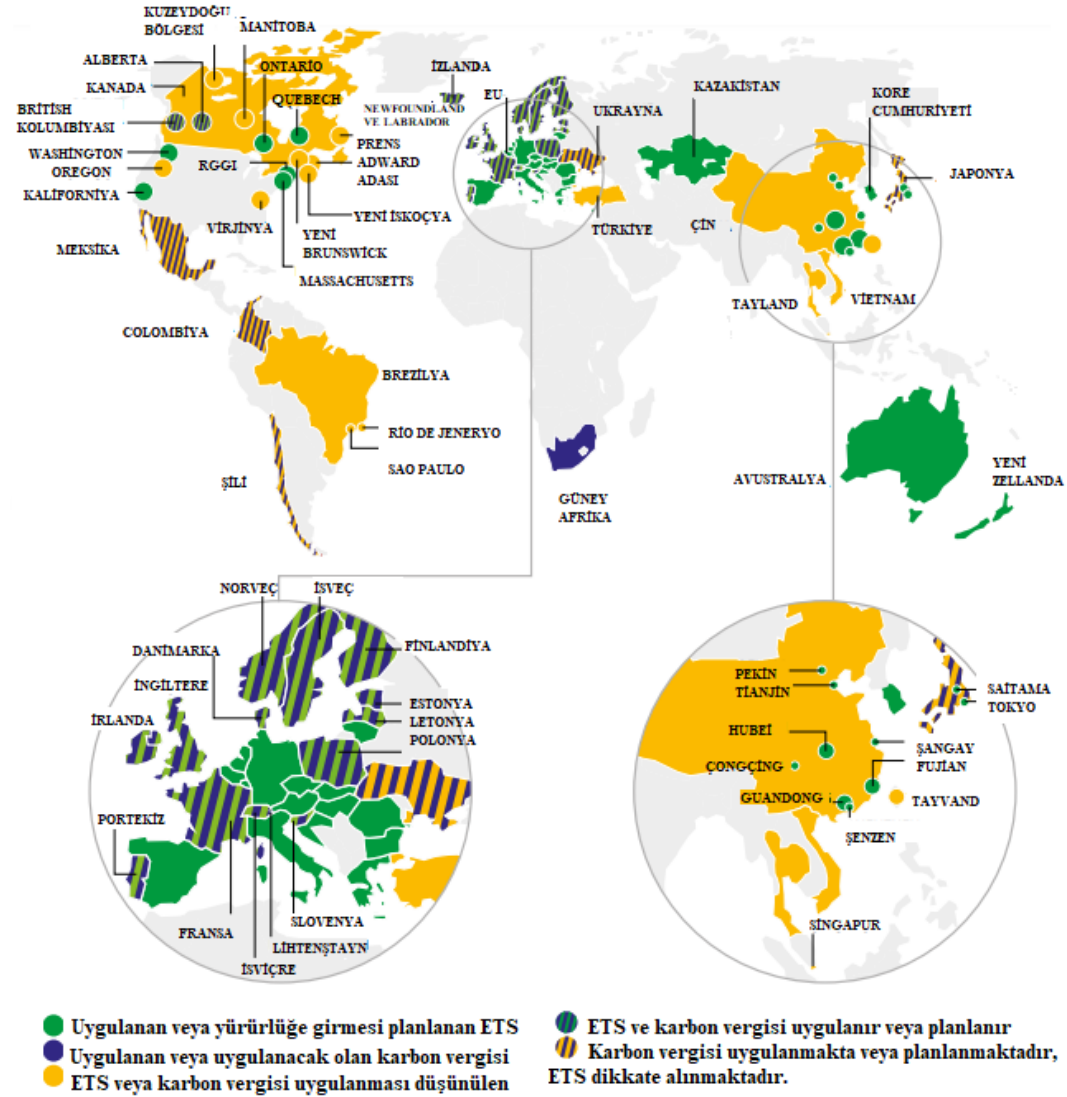 KUZEYDOĞU
BÖLGESİ
MANİTOBA
ALBERTA
ONTARİO
KANADA
QUEBECH
BRİTİSH
KOLUMBİYASI
NEWFOUNDLAND
VE LABRADOR
WASHİNGTON
OREGON
RGGI
PRENS
ADWARD
ADASI
KALİFORNİYA
VİRJİNYA
YENİ İSKOÇYA
YENİ
BRUNSWİCK
MEKSİKA
MASSACHUSETTS
COLOMBİYA
BREZİLYA
RİO DE JENERYO
SAO PAULO
ŞİLİ
İZLANDA
EU
UKRAYNA
TÜRKİYE
KAZAKİSTAN
KORE
CUMHURİYETİ
JAPONYA
ÇİN
TAYLAND
VİETNAM
GÜNEY
AFRİKA
AVUSTRALYA
YENİ
ZELLANDA
NORVEÇ
İSVEÇ
DANİMARKA
FİNLANDİYA
İNGİLTERE
İRLANDA
ESTONYA
LETONYA
POLONYA
PORTEKİZ
SLOVENYA
FRANSA
LİHTENŞTAYN
İSVİÇRE
PEKİN
TİANJİN
SAİTAMA
TOKYO
HUBEİ
ŞANGAY
FUJİAN
ÇONGÇİNG
GUANDONG
TAYVAND
ŞENZEN
SİNGAPUR
Uygulanan veya yürürlüğe girmesi planlanan ETS
Uygulanan veya uygulanacak olan karbon vergisi
ETS veya karbon vergisi uygulanması düşünülen
ETS ve karbon vergisi uygulanır veya planlanır
Karbon vergisi uygulanmakta veya planlanmaktadır,
ETS dikkate alınmaktadır.